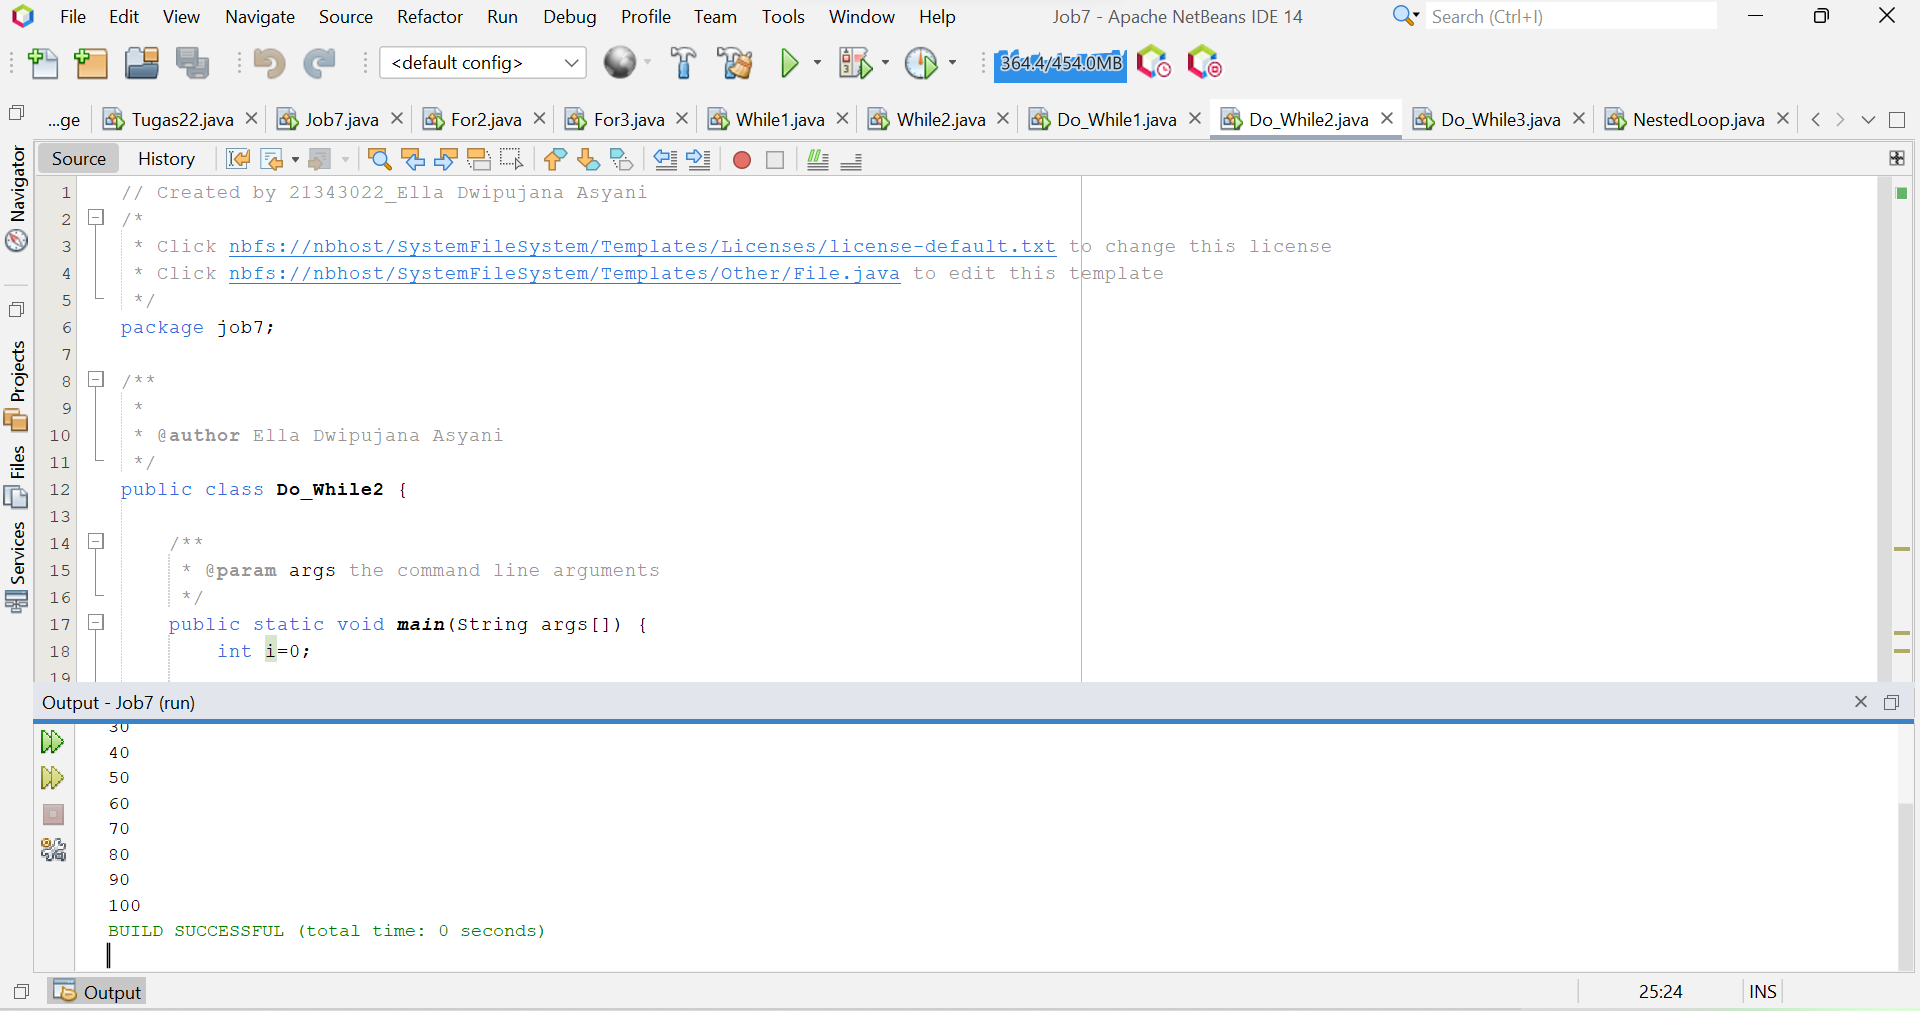 File Edit View Navigate Source Refactor Run Debug Profile Team Tools Window Help Job7 - Apache NetBeans IDE 14 Search (Ctrl+I)
<default config> 364.4/454.0MB
...ge Tugas22.java Job7.java For2.java For3.java While1.java While2.java Do_While1.java Do_While2.java Do_While3.java NestedLoop.java
Source History
Navigator
Projects
Files
Services
1 // Created by 21343022_Ella Dwipujana Asyani
2 /*
3 * Click nbfs://nbhost/SystemFileSystem/Templates/Licenses/license-default.txt to change this license
4 * Click nbfs://nbhost/SystemFileSystem/Templates/Other/File.java to edit this template
5 */
6 package job7;
7
8 /**
9 *
10 * @author Ella Dwipujana Asyani
11 */
12 public class Do_While2 {
13
14 /**
15 * @param args the command line arguments
16 */
17 public static void main(String args[]) {
18 int i=0;
19
Output - Job7 (run)
30
40
50
60
70
80
90
100
BUILD SUCCESSFUL (total time: 0 seconds)
Output 25:24 INS